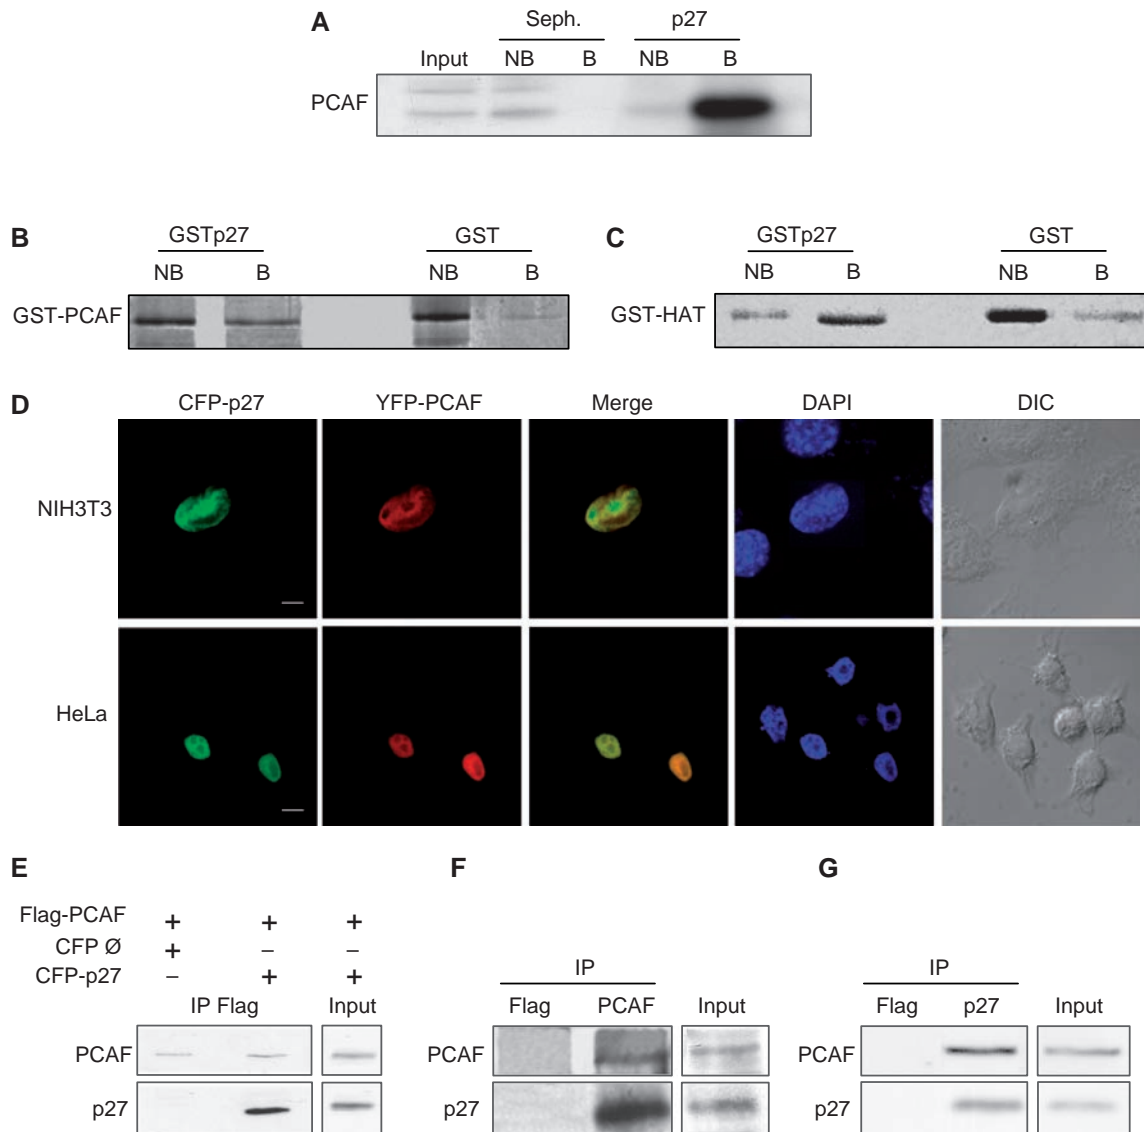 A
Seph. p27
Input NB B NB B
PCAF
B
GSTp27 GST
NB B NB B
GST-PCAF
C
GSTp27 GST
NB B NB B
GST-HAT
D
CFP-p27 YFP-PCAF Merge DAPI DIC
NIH3T3
HeLa
E
Flag-PCAF + + +
CFP Ø + – –
CFP-p27 – + +
IP Flag Input
PCAF
p27
F
IP
Flag PCAF Input
PCAF
p27
G
IP
Flag p27 Input
PCAF
p27